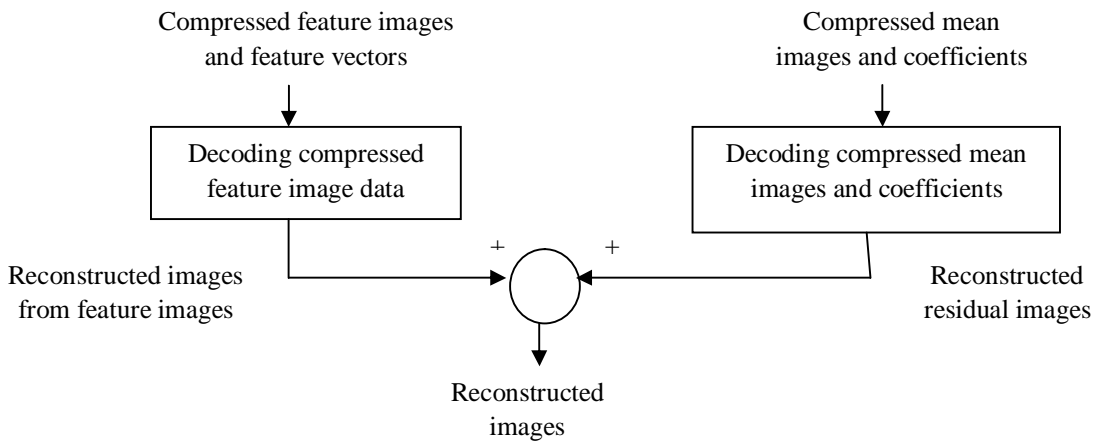 Compressed feature images
and feature vectors
Compressed mean
images and coefficients
Decoding compressed
feature image data
Decoding compressed mean
images and coefficients
+
+
Reconstructed images
from feature images
Reconstructed
residual images
Reconstructed
images